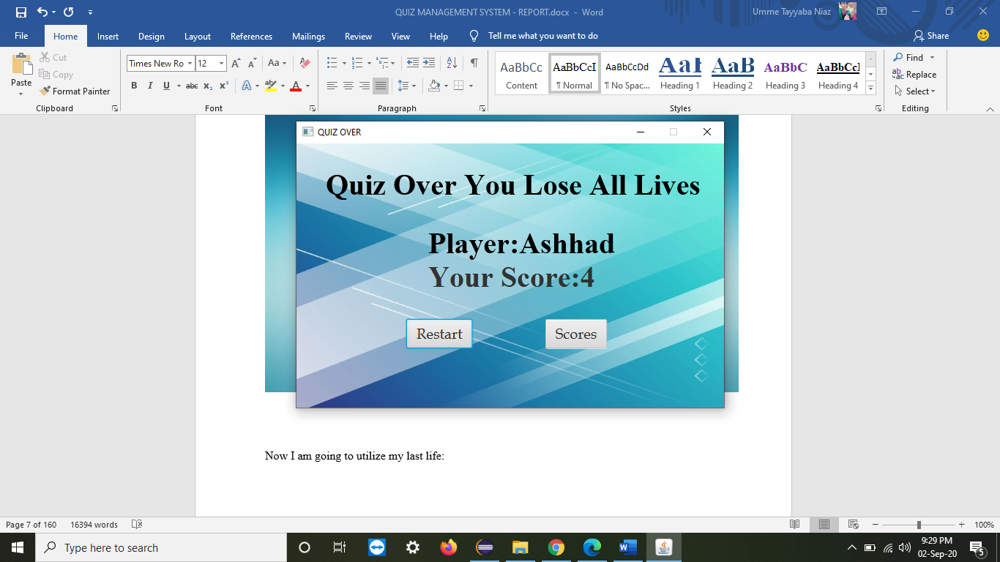 QUIZ MANAGEMENT SYSTEM - REPORT.docx - Word
Umme Tayyaba Niaz
File Home Insert Design Layout References Mailings Review View Help Tell me what you want to do Share
Paste
Cut
Copy
Format Painter
Clipboard
Times New Ro 12
Font
Paragraph
AaBbCc AaBbCcI AaBbCcDd AaB AaBbC AaBbCcI
Content ¶ Normal ¶ No Spac... Heading 1 Heading 2 Heading 3 Heading 4
Styles
Find
Replace
Select
Editing
QUIZ OVER
Quiz Over You Lose All Lives
Player:Ashhad
Your Score:4
Restart Scores
Now I am going to utilize my last life:
Page 7 of 160 16394 words 100%
Type here to search
9:29 PM
02-Sep-20
5